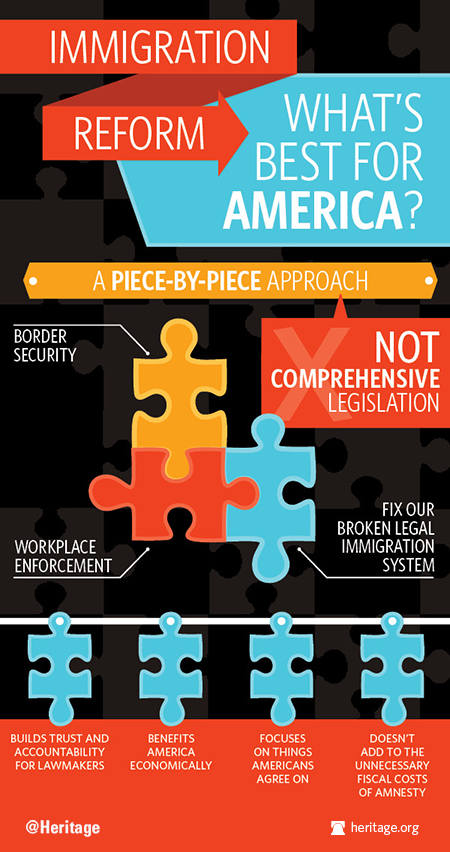 IMMIGRATION
REFORM
WHAT'S
BEST FOR
AMERICA?
A PIECE-BY-PIECE APPROACH
X
NOT
COMPREHENSIVE
LEGISLATION
BORDER
SECURITY
WORKPLACE
ENFORCEMENT
FIX OUR
BROKEN LEGAL
IMMIGRATION
SYSTEM
BUILDS TRUST AND
ACCOUNTABILITY
FOR LAWMAKERS
BENEFITS
AMERICA
ECONOMICALLY
FOCUSES
ON THINGS
AMERICANS
AGREE ON
DOESN'T
ADD TO THE
UNNECESSARY
FISCAL COSTS
OF AMNESTY
@Heritage
heritage.org